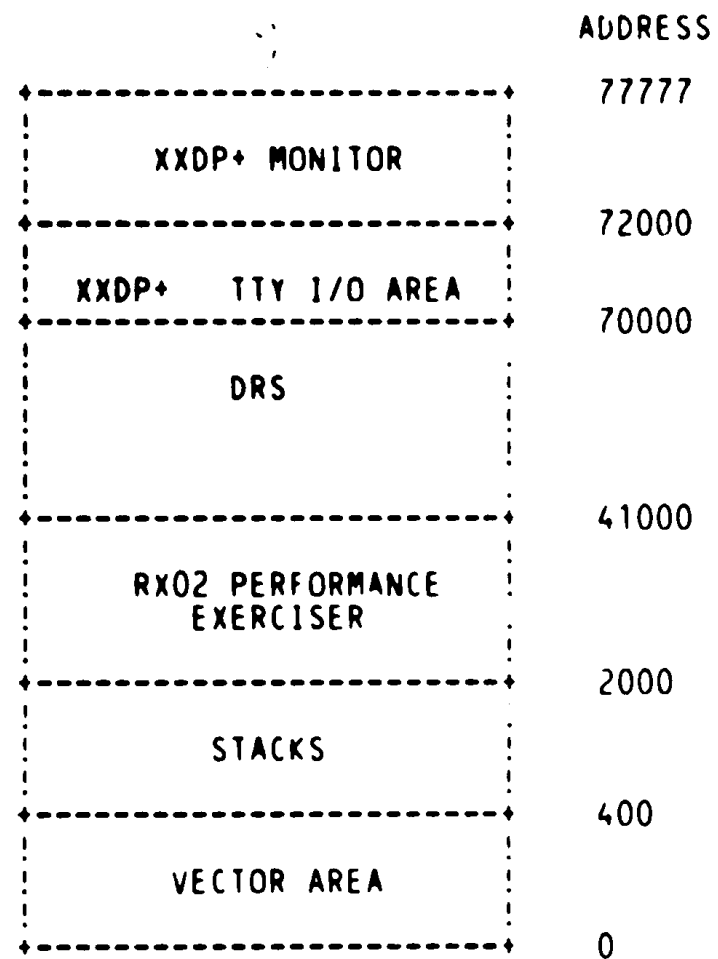 ADDRESS
77777
XXDP+ MONITOR
72000
XXDP+ TTY I/O AREA
70000
DRS
41000
RX02 PERFORMANCE
EXERCISER
2000
STACKS
400
VECTOR AREA
0